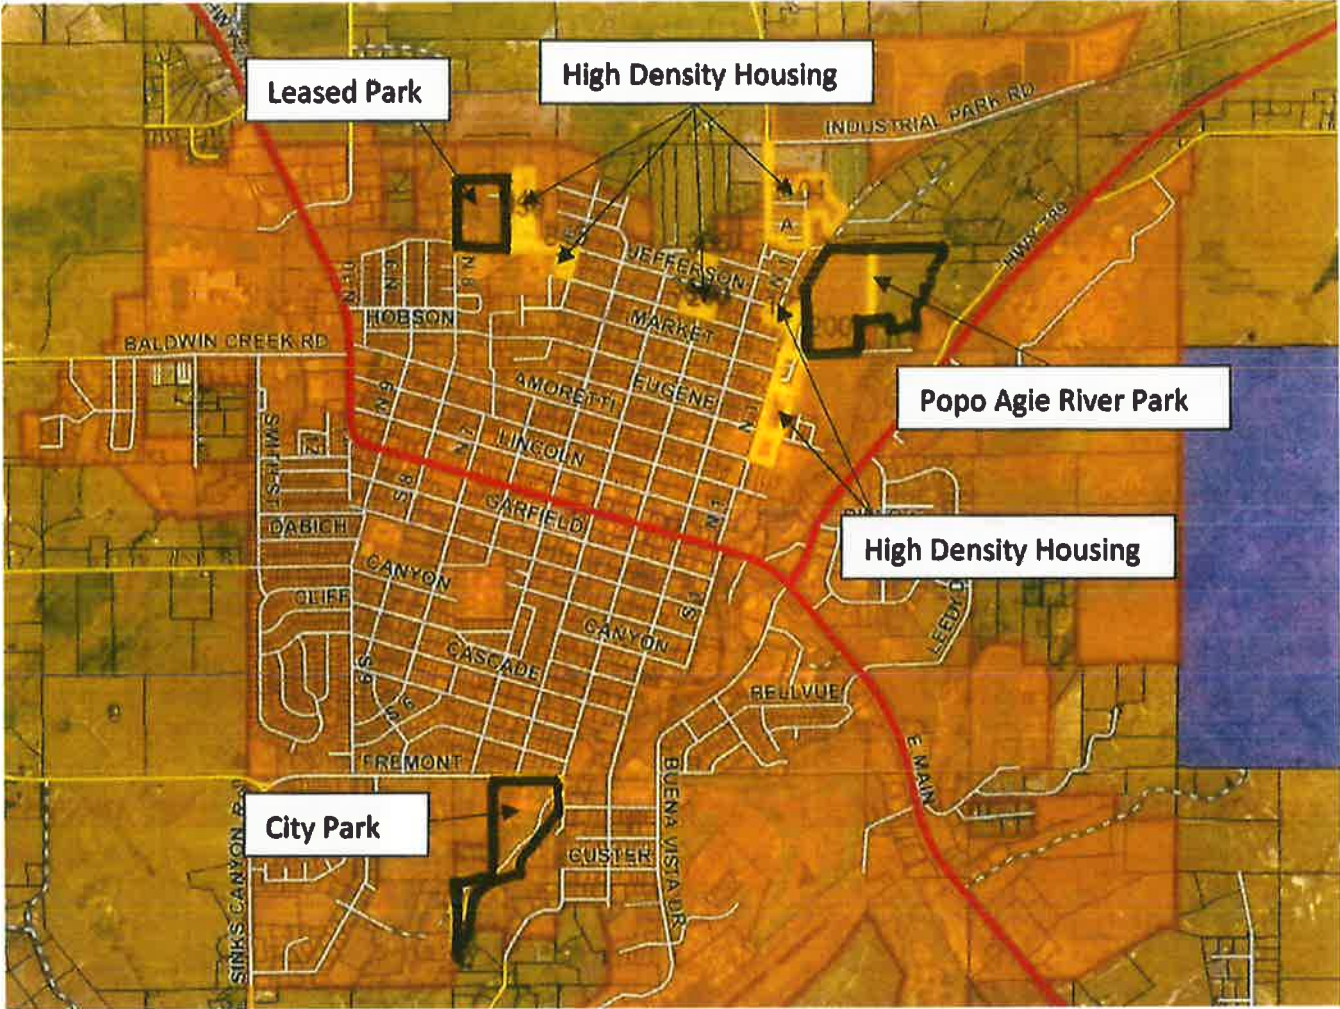 High Density Housing
Leased Park
INDUSTRIAL PARK RD
HWY 789
JEFFERSON
HOBSON
MARKET
BALDWIN CREEK RD
AMORETTI
EUGENE
Popo Agie River Park
LINCOLN
GARFIELD
DABICH
High Density Housing
CANYON
CLIFF
CANYON
CASCADE
BELLVUE
FREMONT
E MAIN
City Park
BUENA VISTA DR
CUSTER
SINKS CANYON